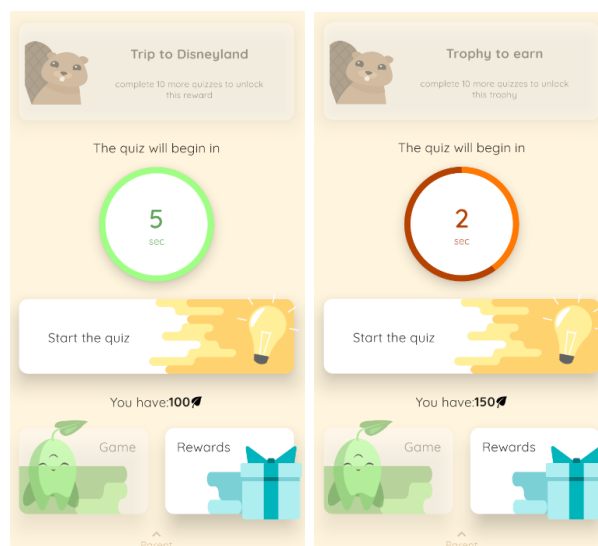 Trip to Disneyland
complete 10 more quizzes to unlock
this reward
The quiz will begin in
5
sec
Start the quiz
You have:100
Game
Rewards
Parent
Trophy to earn
complete 10 more quizzes to unlock
this trophy
The quiz will begin in
2
sec
Start the quiz
You have:150
Game
Rewards
Parent